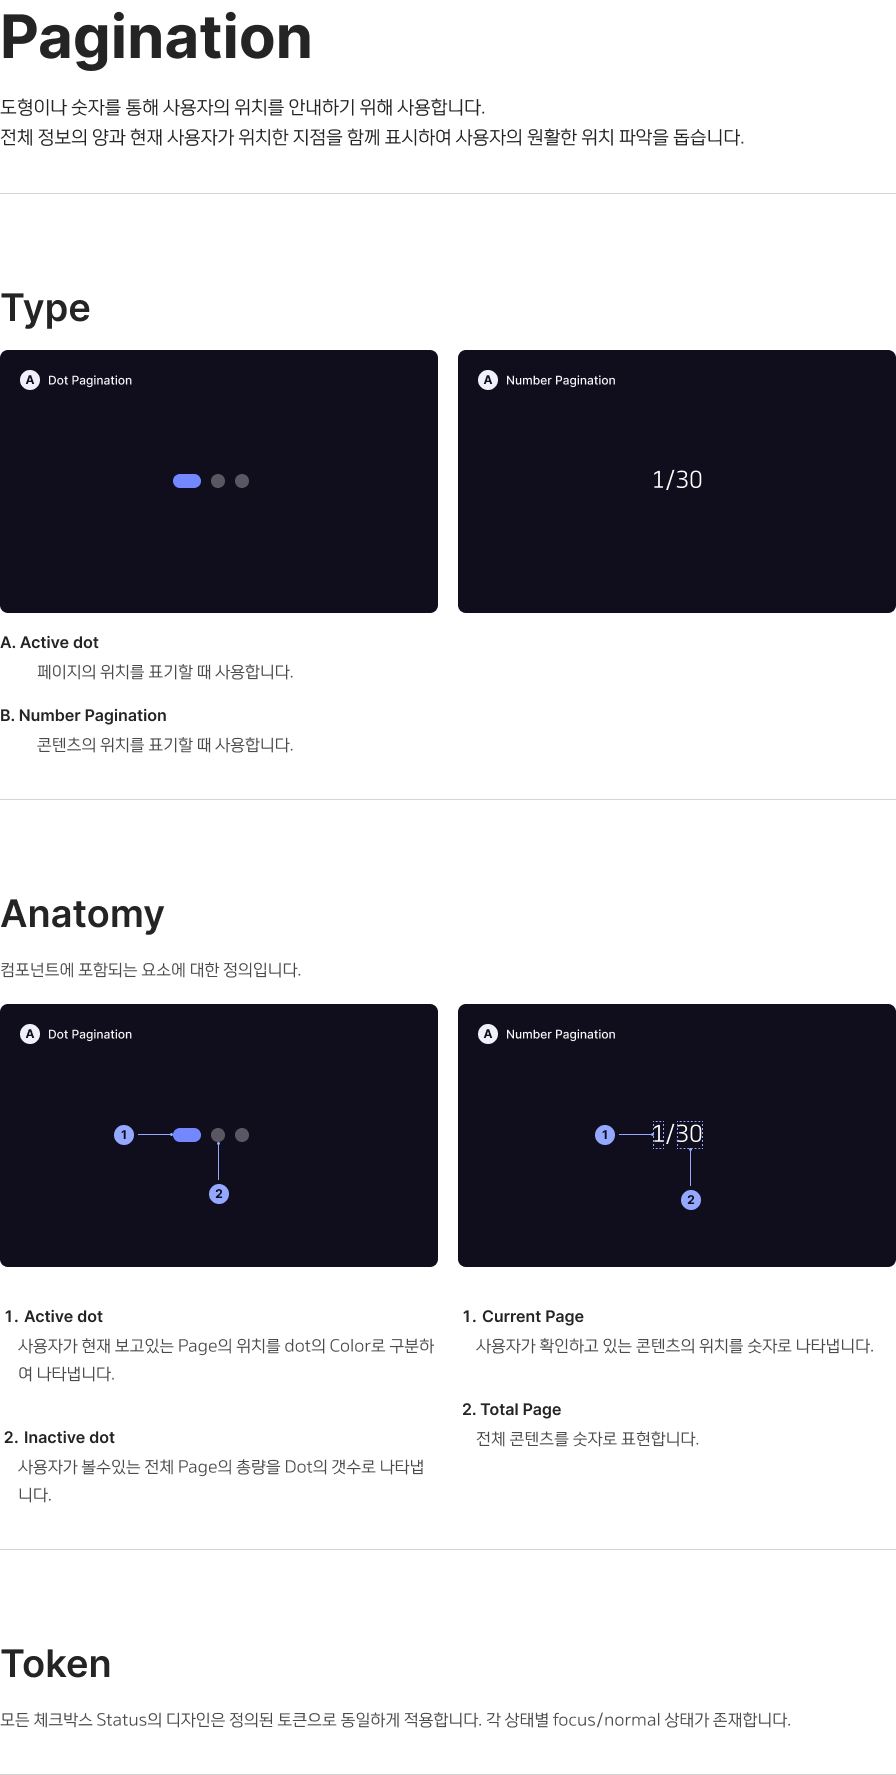 Pagination
도형이나 숫자를 통해 사용자의 위치를 안내하기 위해 사용합니다.
전체 정보의 양과 현재 사용자가 위치한 지점을 함께 표시하여 사용자의 원활한 위치 파악을 돕습니다.
Type
A Dot Pagination
A Number Pagination
1/30
A. Active dot
페이지의 위치를 표기할 때 사용합니다.
B. Number Pagination
콘텐츠의 위치를 표기할 때 사용합니다.
Anatomy
컴포넌트에 포함되는 요소에 대한 정의입니다.
A Dot Pagination
1
2
A Number Pagination
1
1/30
2
1. Active dot
사용자가 현재 보고있는 Page의 위치를 dot의 Color로 구분하
여 나타냅니다.
2. Inactive dot
사용자가 볼수있는 전체 Page의 총량을 Dot의 갯수로 나타냅
니다.
1. Current Page
사용자가 확인하고 있는 콘텐츠의 위치를 숫자로 나타냅니다.
2. Total Page
전체 콘텐츠를 숫자로 표현합니다.
Token
모든 체크박스 Status의 디자인은 정의된 토큰으로 동일하게 적용합니다. 각 상태별 focus/normal 상태가 존재합니다.